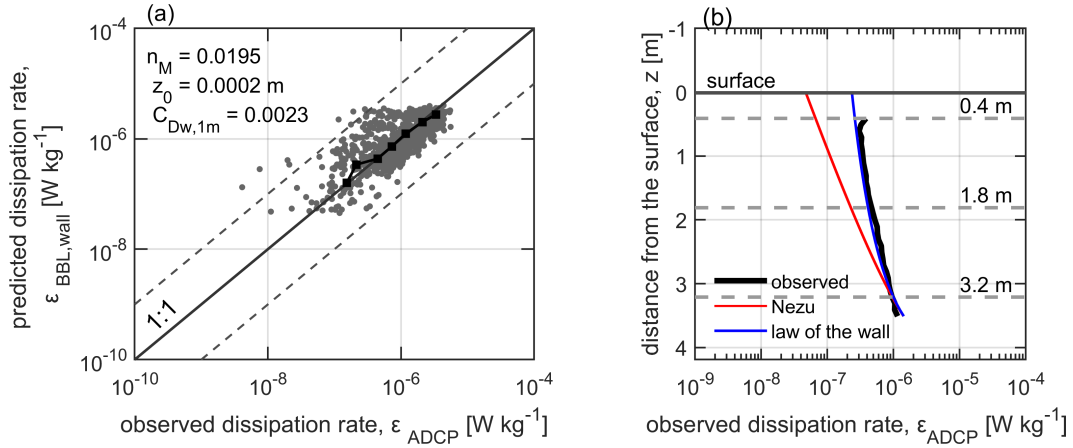 (a)
10⁻⁴
10⁻⁶
10⁻⁸
10⁻¹⁰
predicted dissipation rate,
ε BBL,wall [W kg⁻¹]
n_M = 0.0195
z_0 = 0.0002 m
C_Dw,1m = 0.0023
1:1
10⁻¹⁰ 10⁻⁸ 10⁻⁶ 10⁻⁴
observed dissipation rate, ε ADCP [W kg⁻¹]
(b)
-1
0
1
2
3
4
distance from the surface, z [m]
surface
0.4 m
1.8 m
3.2 m
observed
Nezu
law of the wall
10⁻⁹ 10⁻⁸ 10⁻⁷ 10⁻⁶ 10⁻⁵ 10⁻⁴
observed dissipation rate, ε ADCP [W kg⁻¹]